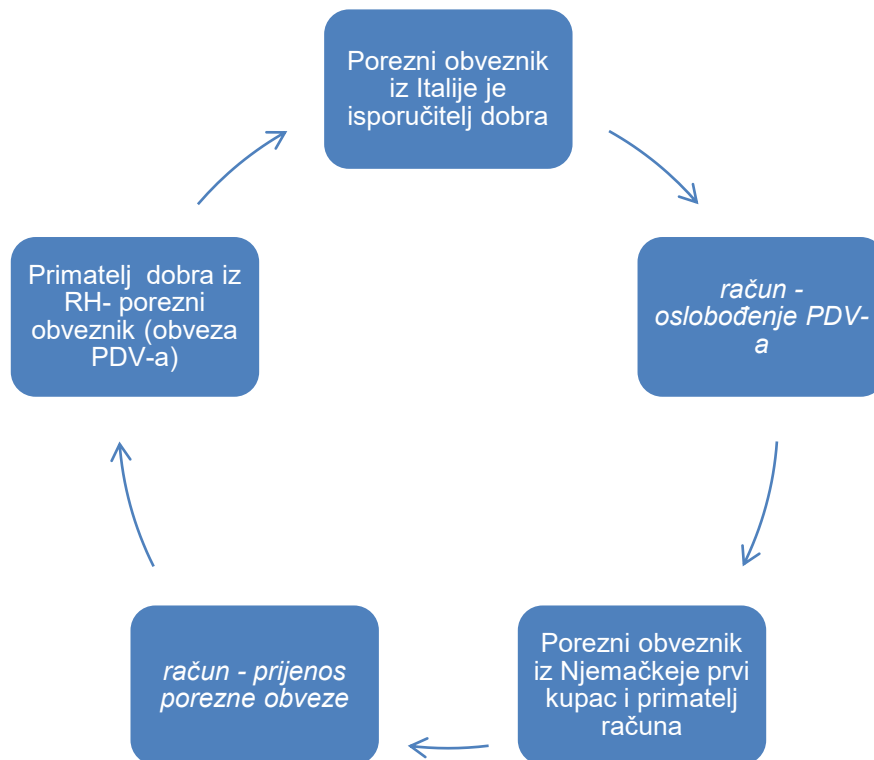 Porezni obveznik
iz Italije je
isporučitelj dobra
račun -
oslobođenje PDV-
a
Porezni obveznik
iz Njemačkeje prvi
kupac i primatelj
računa
račun - prijenos
porezne obveze
Primatelj  dobra iz
RH- porezni
obveznik (obveza
PDV-a)